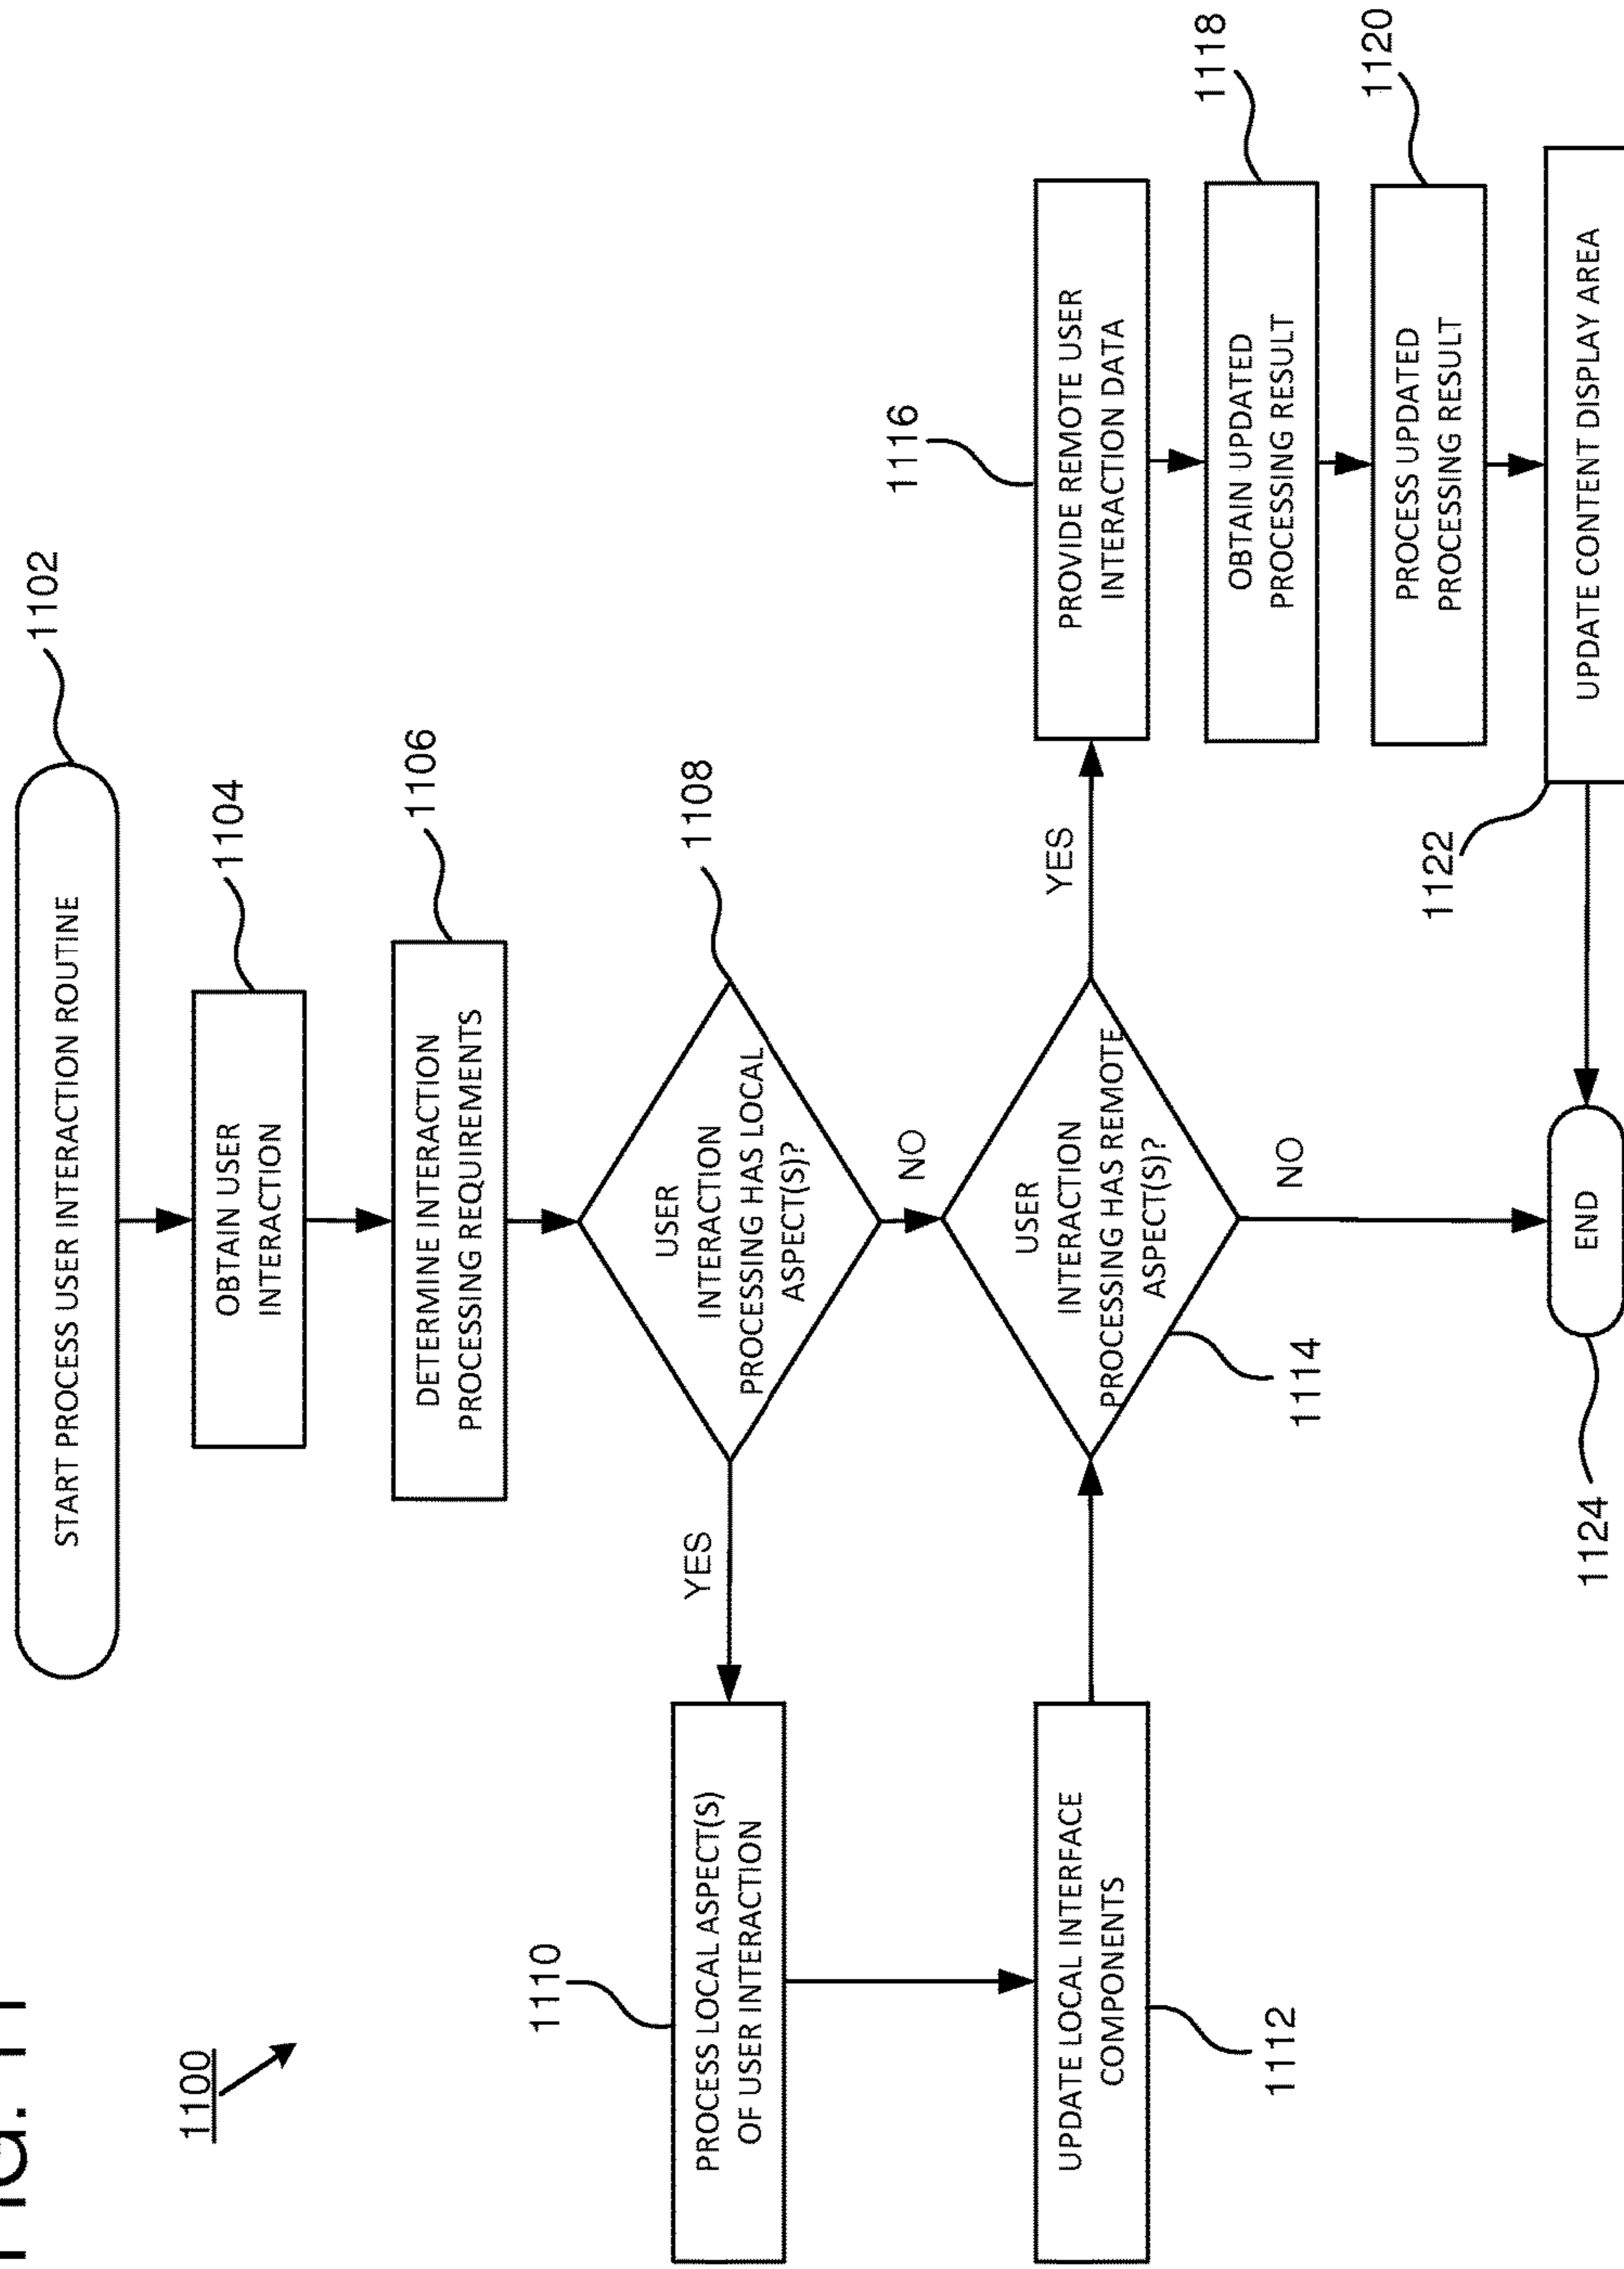 FIG. 11
1100
START PROCESS USER INTERACTION ROUTINE
1102
OBTAIN USER
INTERACTION
1104
DETERMINE INTERACTION
PROCESSING REQUIREMENTS
1106
USER
INTERACTION
PROCESSING HAS LOCAL
ASPECT(S)?
1108
YES
NO
PROCESS LOCAL ASPECT(S)
OF USER INTERACTION
1110
UPDATE LOCAL INTERFACE
COMPONENTS
1112
USER
INTERACTION
PROCESSING HAS REMOTE
ASPECT(S)?
1114
YES
NO
PROVIDE REMOTE USER
INTERACTION DATA
1116
OBTAIN UPDATED
PROCESSING RESULT
1118
PROCESS UPDATED
PROCESSING RESULT
1120
UPDATE CONTENT DISPLAY AREA
1122
END
1124